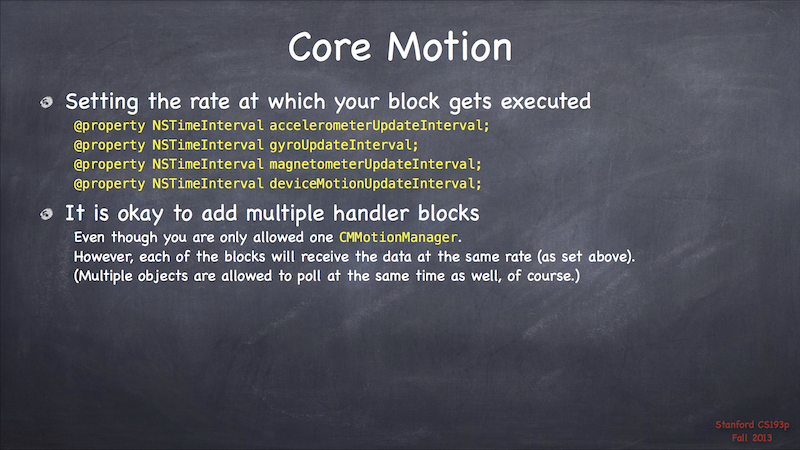 Core Motion
Setting the rate at which your block gets executed
@property NSTimeInterval accelerometerUpdateInterval;
@property NSTimeInterval gyroUpdateInterval;
@property NSTimeInterval magnetometerUpdateInterval;
@property NSTimeInterval deviceMotionUpdateInterval;
It is okay to add multiple handler blocks
Even though you are only allowed one CMMotionManager.
However, each of the blocks will receive the data at the same rate (as set above).
(Multiple objects are allowed to poll at the same time as well, of course.)
Stanford CS193p
Fall 2013